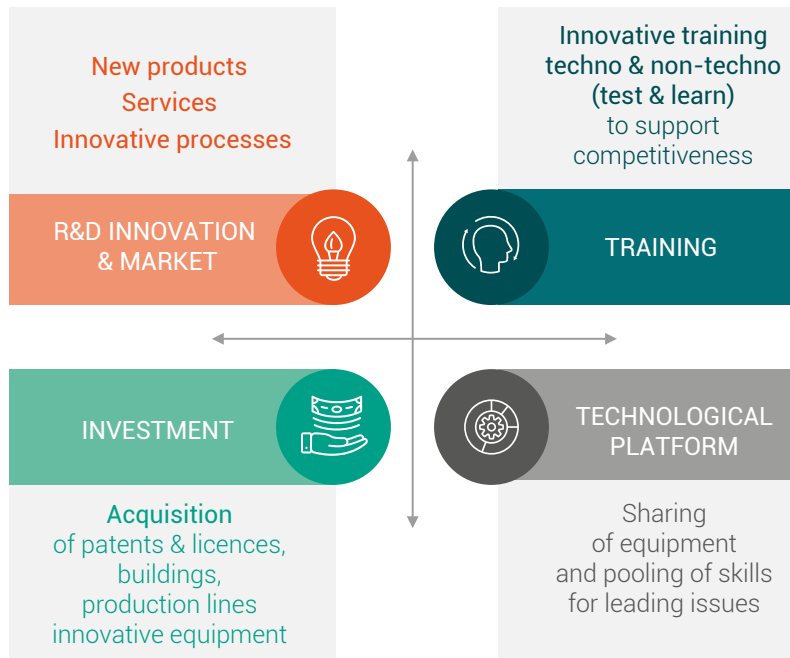 New products
Services
Innovative processes
R&D INNOVATION
& MARKET
Innovative training
techno & non-techno
(test & learn)
to support
competitiveness
TRAINING
INVESTMENT
Acquisition
of patents & licences,
buildings,
production lines
innovative equipment
TECHNOLOGICAL
PLATFORM
Sharing
of equipment
and pooling of skills
for leading issues